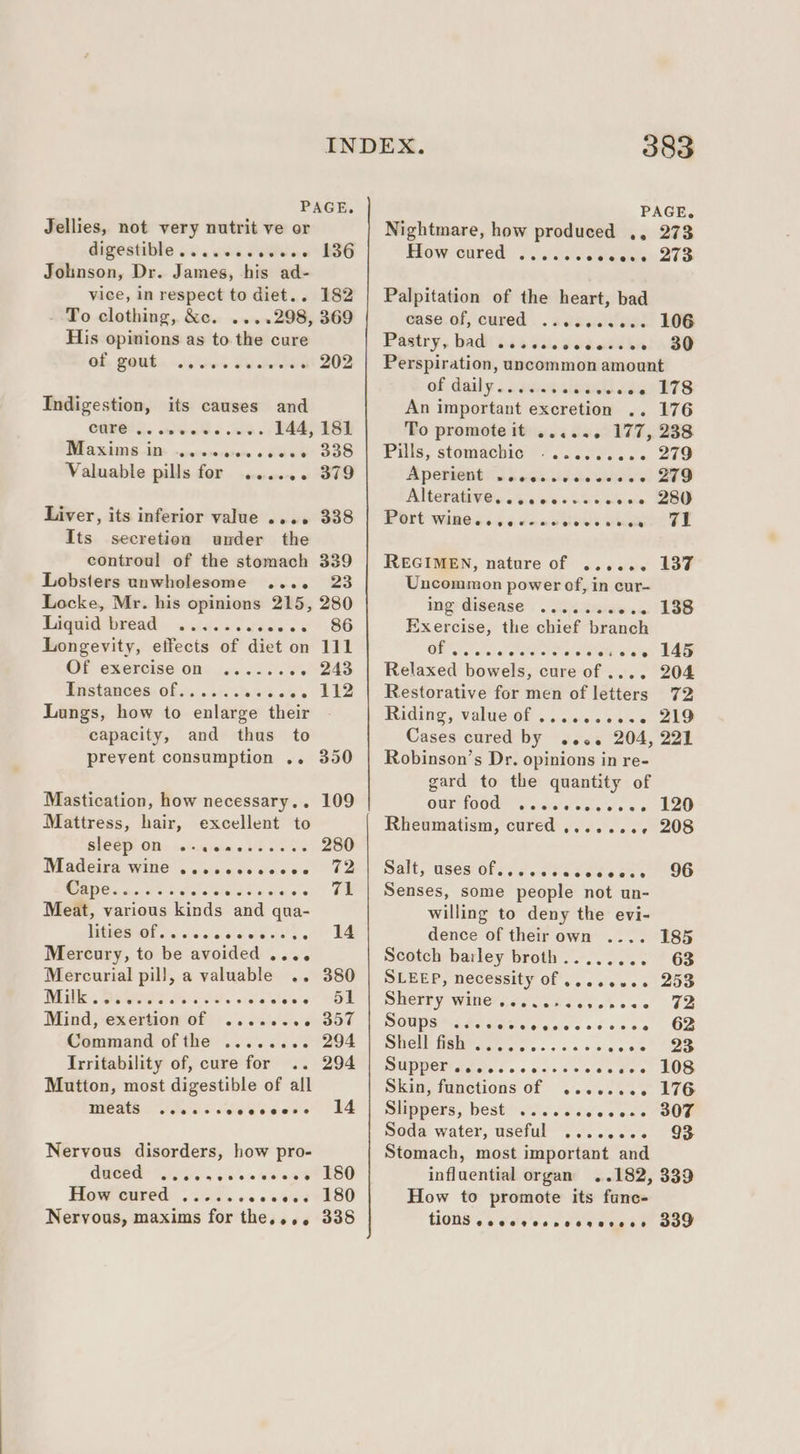 INDEX. 383
PAGE.
Jellies, not very nutrit ve or
digestible............ 136
Johnson, Dr. James, his ad-
vice, in respect to diet.. 182
To clothing, &c. ....298, 369
His opinions as to the cure
of gout ............ 202
Indigestion, its causes and
cure ............ 144, 181
Maxims in ............ 338
Valuable pills for ...... 379
Liver, its inferior value .... 338
Its secretion under the
controul of the stomach 339
Lobsters unwholesome .... 23
Locke, Mr. his opinions 215, 280
Liquid bread ............ 86
Longevity, effects of diet on 111
Of exercise on ........ 243
Instances of............ 112
Lungs, how to enlarge their
capacity, and thus to
prevent consumption .. 350
Mastication, how necessary.. 109
Mattress, hair, excellent to
sleep on ............ 280
Madeira wine ............ 72
Cape................ 71
Meat, various kinds and qua-
lities of.............. 14
Mercury, to be avoided ....
Mercurial pill, a valuable .. 380
Milk .................. 51
Mind, exertion of ........ 357
Command of the ........ 294
Irritability of, cure for .. 294
Mutton, most digestible of all
meats .............. 14
Nervous disorders, how pro-
duced .............. 180
How cured ............ 180
Nervous, maxims for the.... 338
PAGE.
Nightmare, how produced .. 273
How cured ............ 273
Palpitation of the heart, bad
case of, cured .......... 106
Pastry, bad .............. 30
Perspiration, uncommon amount
of daily.............. 178
An important excretion .. 176
To promote it ...... 177, 238
Pills, stomachic .......... 279
Aperient .............. 279
Alterative.............. 280
Port wine................ 71
REGIMEN, nature of ...... 137
Uncommon power of, in cur-
ing disease .......... 138
Exercise, the chief branch
of .................. 145
Relaxed bowels, cure of .... 204
Restorative for men of letters 72
Riding, value of .......... 219
Cases cured by .... 204, 221
Robinson's Dr. opinions in re-
gard to the quantity of
our food ............ 120
Rheumatism, cured ........ 208
Salt, uses of.............. 96
Senses, some people not un-
willing to deny the evi-
dence of their own .... 185
Scotch barley broth ........ 63
SLEEP, necessity of ........ 253
Sherry wine .............. 72
Soups .................. 62
Shell fish ................ 23
Supper .................. 108
Skin, functions of ........ 176
Slippers, best ............ 307
Soda water, useful ........ 93
Stomach, most important and
influential organ ..182, 339
How to promote its func-
tions ................ 339